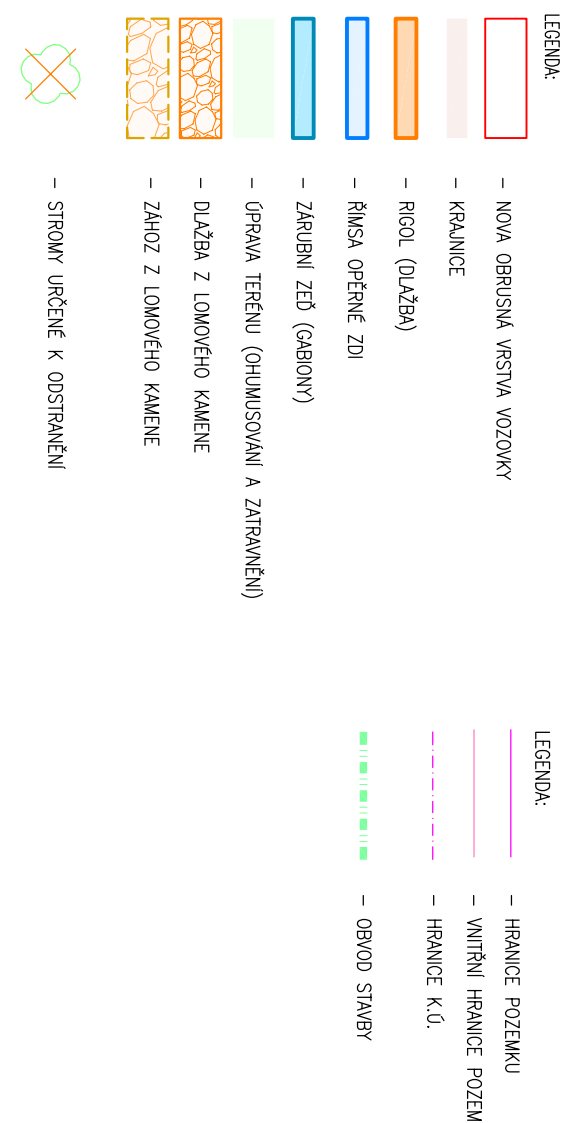 LEGENDA:
- NOVA OBRUSNÁ VRSTVA VOZOVKY
- KRAJNICE
- RIGOL (DLAŽBA)
- ŘÍMSA OPĚRNÉ ZDI
- ZÁRUBNÍ ZEĎ (GABIONY)
- ÚPRAVA TERÉNU (OHUMUSOVÁNÍ A ZATRAVNĚNÍ)
- DLAŽBA Z LOMOVÉHO KAMENE
- ZÁHOZ Z LOMOVÉHO KAMENE
- STROMY URČENÉ K ODSTRANĚNÍ
LEGENDA:
- HRANICE POZEMKU
- VNITŘNÍ HRANICE POZEM
- HRANICE K.Ú.
- OBVOD STAVBY